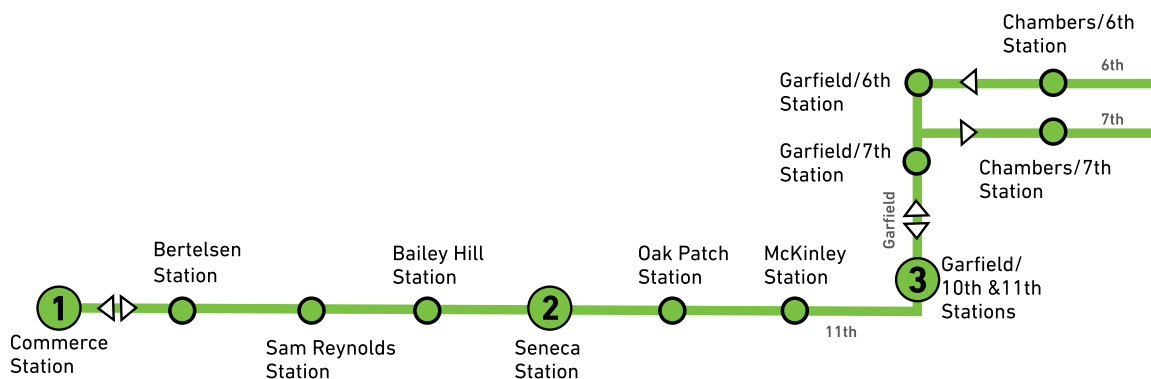 Chambers/6th
Station
6th
Garfield/6th
Station
7th
Garfield/7th
Station
Chambers/7th
Station
Garfield
Bertelsen
Station
Bailey Hill
Station
Oak Patch
Station
McKinley
Station
3
Garfield/
10th &11th
Stations
1
2
11th
Commerce
Station
Sam Reynolds
Station
Seneca
Station